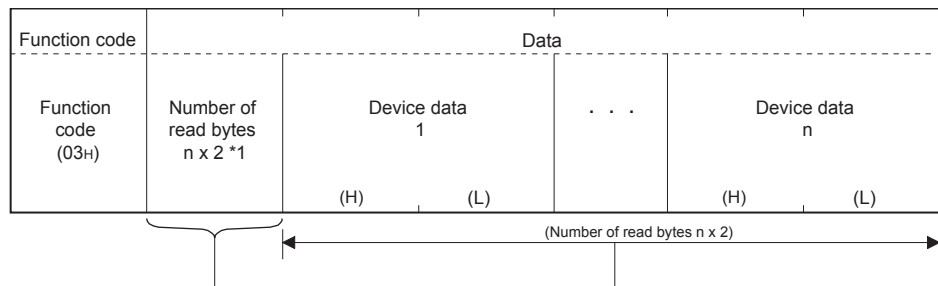 Function code
Data
Function
code
(03H)
Number of
read bytes
n x 2 *1
Device data
1
. . .
Device data
n
(H)
(L)
(H)
(L)
(Number of read bytes n x 2)